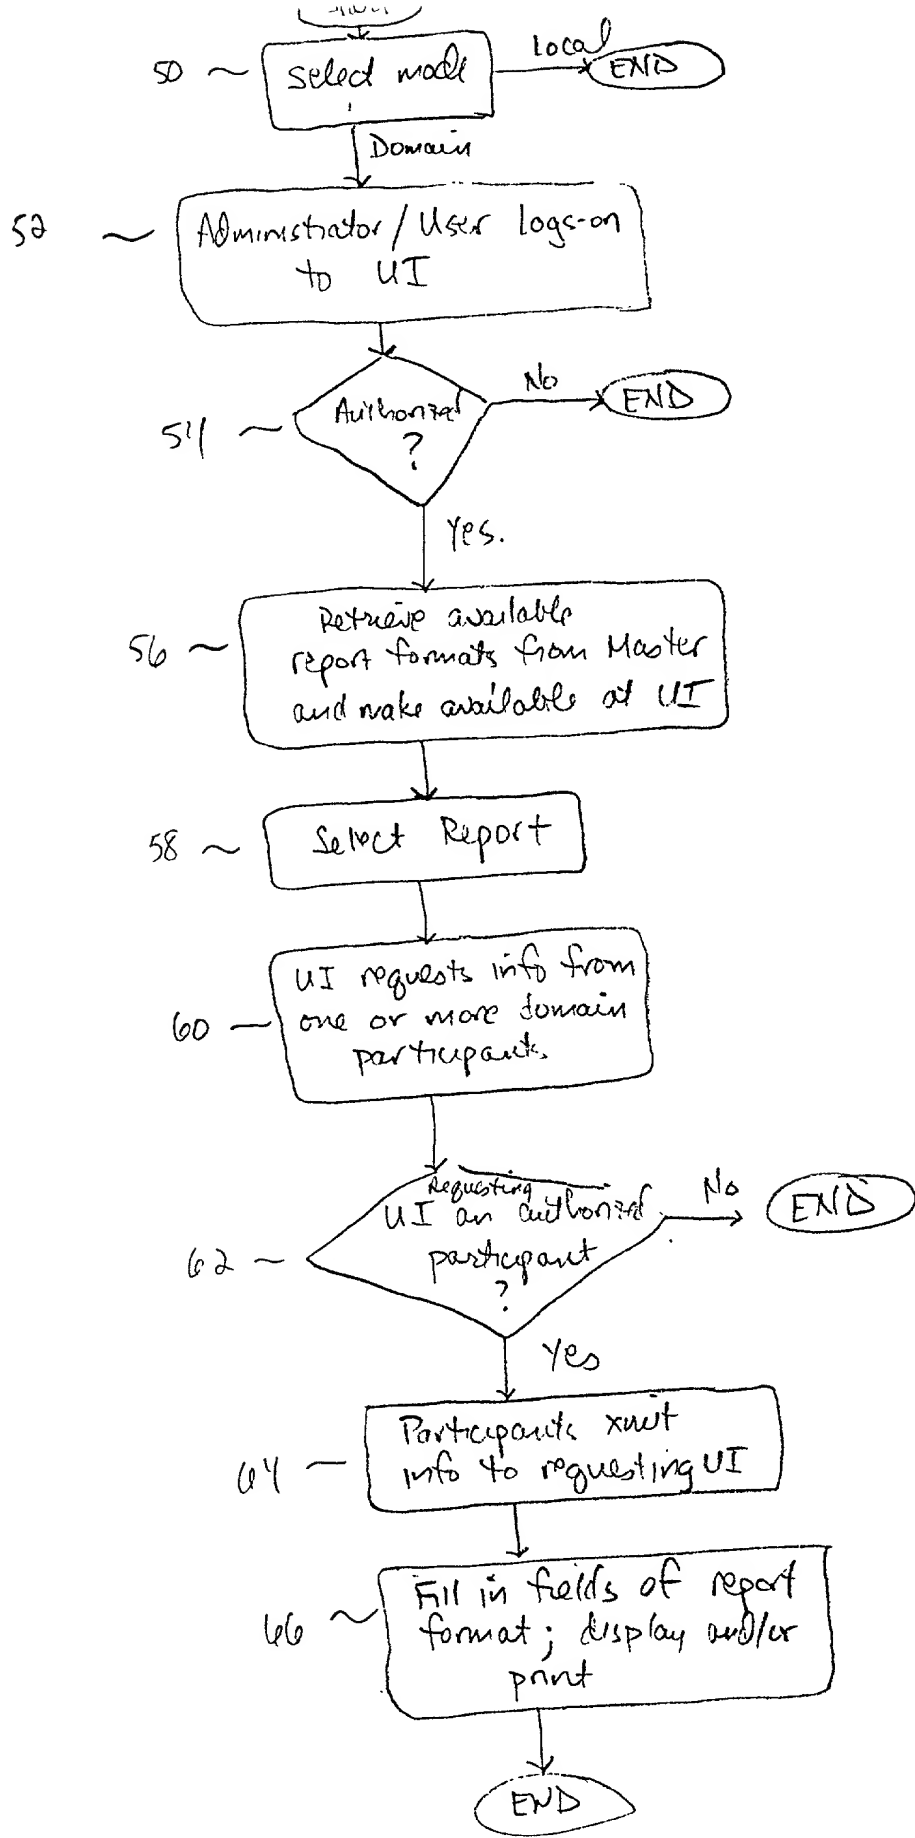 50 ~ Select mode
Local
END
Domain
52 ~
Administrator/User logs-on
to UI
54 ~
Authorized
?
No
END
Yes.
56 ~
Retrieve available
report formats from Master
and make available at UI
58 ~ Select Report
60 ~
UI requests info from
one or more domain
participants
62 ~
Requesting
UI an authorized
participant
?
No
END
Yes
64 ~
Participants xmit
info to requesting UI
66 ~
Fill in fields of report
format; display and/or
print
END